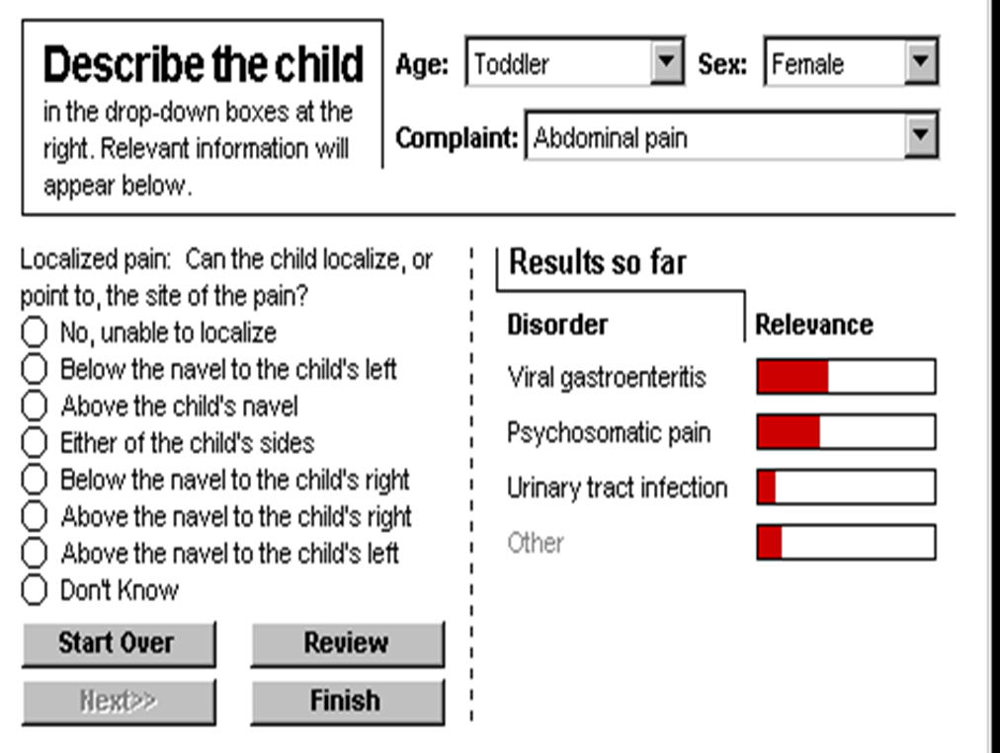 Describe the child
in the drop-down boxes at the
right. Relevant information will
appear below.
Age: Toddler Sex: Female
Complaint: Abdominal pain
Localized pain: Can the child localize, or
point to, the site of the pain?
No, unable to localize
Below the navel to the child's left
Above the child's navel
Either of the child's sides
Below the navel to the child's right
Above the navel to the child's right
Above the navel to the child's left
Don't Know
Start Over Review
Next>> Finish
Results so far
Disorder Relevance
Viral gastroenteritis
Psychosomatic pain
Urinary tract infection
Other